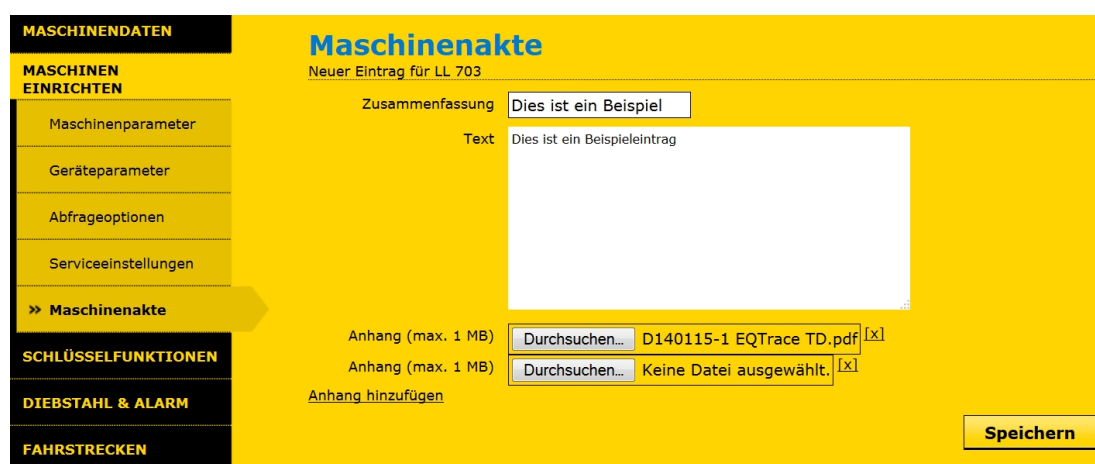 MASCHINENDATEN
MASCHINEN
EINRICHTEN
Maschinenparameter
Geräteparameter
Abfrageoptionen
Serviceeinstellungen
» Maschinenakte
SCHLÜSSELFUNKTIONEN
DIEBSTAHL & ALARM
FAHRSTRECKEN
Maschinenakte
Neuer Eintrag für LL 703
Zusammenfassung Dies ist ein Beispiel
Text Dies ist ein Beispieleintrag
Anhang (max. 1 MB) Durchsuchen... D140115-1 EQTrace TD.pdf [x]
Anhang (max. 1 MB) Durchsuchen... Keine Datei ausgewählt. [x]
Anhang hinzufügen
Speichern